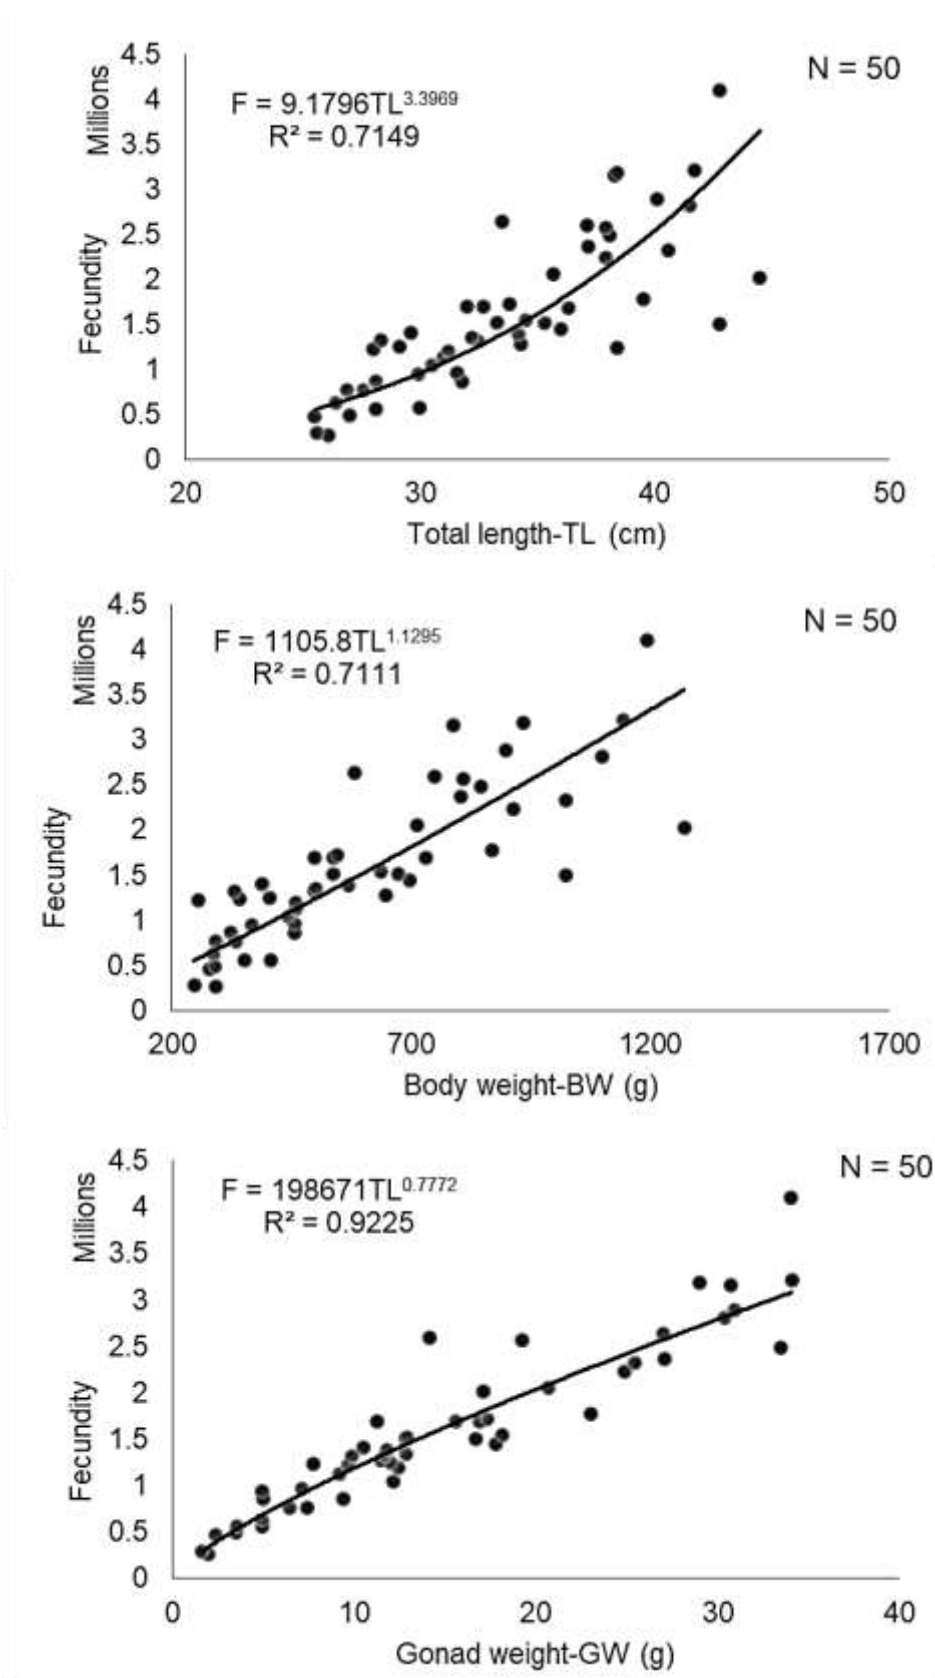 4.5
N = 50
Millions
4
F = 9.1796TL^3.3969
R² = 0.7149
3.5
3
2.5
Fecundity
2
1.5
1
0.5
0
20 30 40 50
Total length-TL (cm)
4.5
N = 50
Millions
F = 1105.8TL^1.1295
4
R² = 0.7111
3.5
3
2.5
Fecundity
2
1.5
1
0.5
0
200 700 1200 1700
Body weight-BW (g)
4.5
N = 50
Millions
F = 198671TL^0.7772
4
R² = 0.9225
3.5
3
2.5
2
Fecundity
1.5
1
0.5
0
0 10 20 30 40
Gonad weight-GW (g)